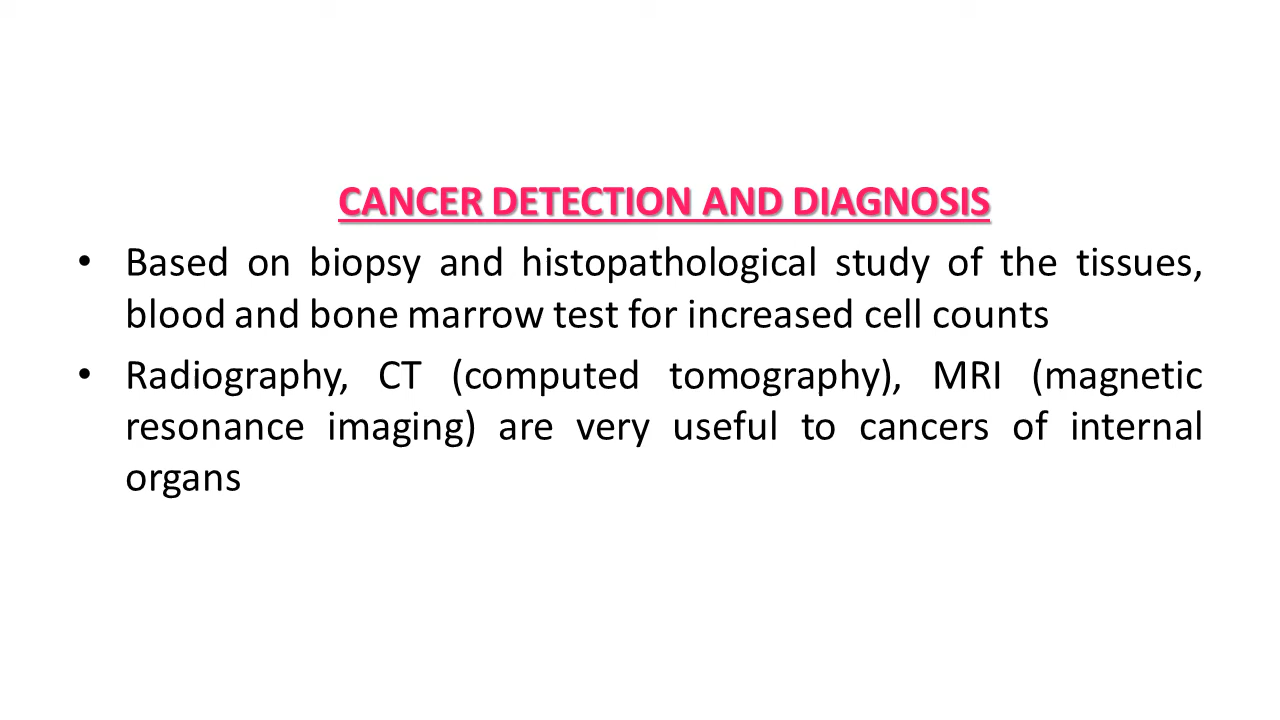 CANCER DETECTION AND DIAGNOSIS
• Based on biopsy and histopathological study of the tissues,
blood and bone marrow test for increased cell counts
• Radiography, CT (computed tomography), MRI (magnetic
resonance imaging) are very useful to cancers of internal
organs